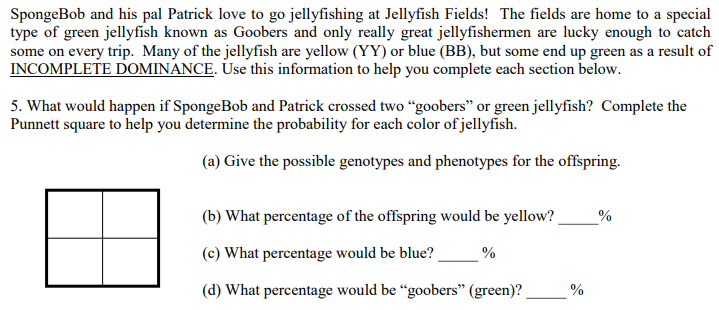 SpongeBob and his pal Patrick love to go jellyfishing at Jellyfish Fields! The fields are home to a special
type of green jellyfish known as Goobers and only really great jellyfishermen are lucky enough to catch
some on every trip. Many of the jellyfish are yellow (YY) or blue (BB), but some end up green as a result of
INCOMPLETE DOMINANCE. Use this information to help you complete each section below.
5. What would happen if SpongeBob and Patrick crossed two “goobers” or green jellyfish? Complete the
Punnett square to help you determine the probability for each color of jellyfish.
(a) Give the possible genotypes and phenotypes for the offspring.
(b) What percentage of the offspring would be yellow? _____%
(c) What percentage would be blue? _____ %
(d) What percentage would be “goobers” (green)? _____ %